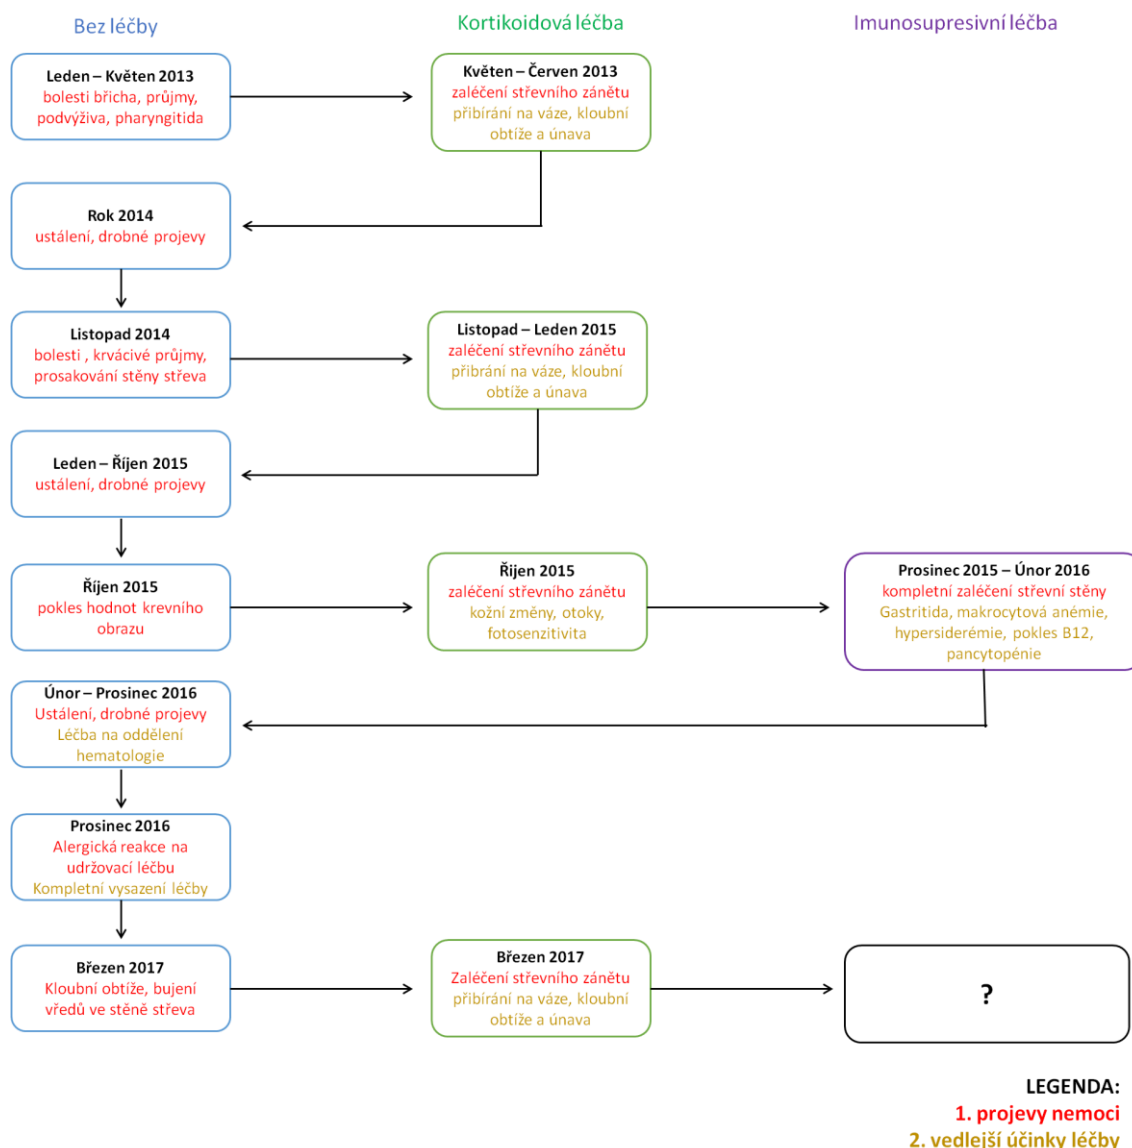 Bez léčby
Kortikoidová léčba
Imunosupresivní léčba
Leden – Květen 2013
bolesti břicha, průjmy,
podvýživa, pharyngitida
Květen – Červen 2013
zaléčení střevního zánětu
přibírání na váze, kloubní
obtíže a únava
Rok 2014
ustálení, drobné projevy
Listopad 2014
bolesti , krvácivé průjmy,
prosakování stěny střeva
Listopad – Leden 2015
zaléčení střevního zánětu
přibrání na váze, kloubní
obtíže a únava
Leden – Říjen 2015
ustálení, drobné projevy
Říjen 2015
pokles hodnot krevního
obrazu
Řijen 2015
zaléčení střevního zánětu
kožní změny, otoky,
fotosenzitivita
Prosinec 2015 – Únor 2016
kompletní zaléčení střevní stěny
Gastritida, makrocytová anémie,
hypersiderémie, pokles B12,
pancytopénie
Únor – Prosinec 2016
Ustálení, drobné projevy
Léčba na oddělení
hematologie
Prosinec 2016
Alergická reakce na
udržovací léčbu
Kompletní vysazení léčby
Březen 2017
Kloubní obtíže, bujení
vředů ve stěně střeva
Březen 2017
Zaléčení střevního zánětu
přibírání na váze, kloubní
obtíže a únava
?
LEGENDA:
1. projevy nemoci
2. vedlejší účinky léčby